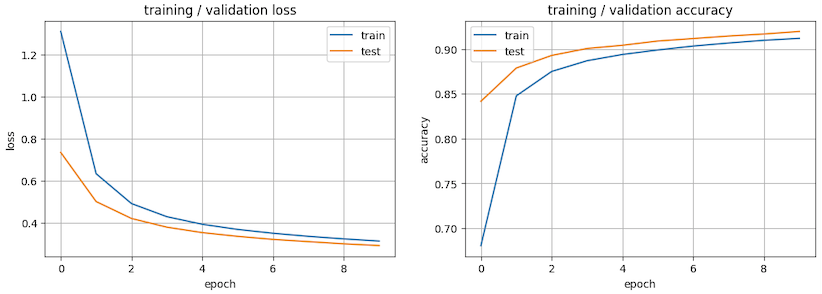 training / validation loss
1.2
1.0
0.8
0.6
0.4
loss
0 2 4 6 8
epoch
train
test
training / validation accuracy
0.90
0.85
0.80
0.75
0.70
accuracy
0 2 4 6 8
epoch
train
test